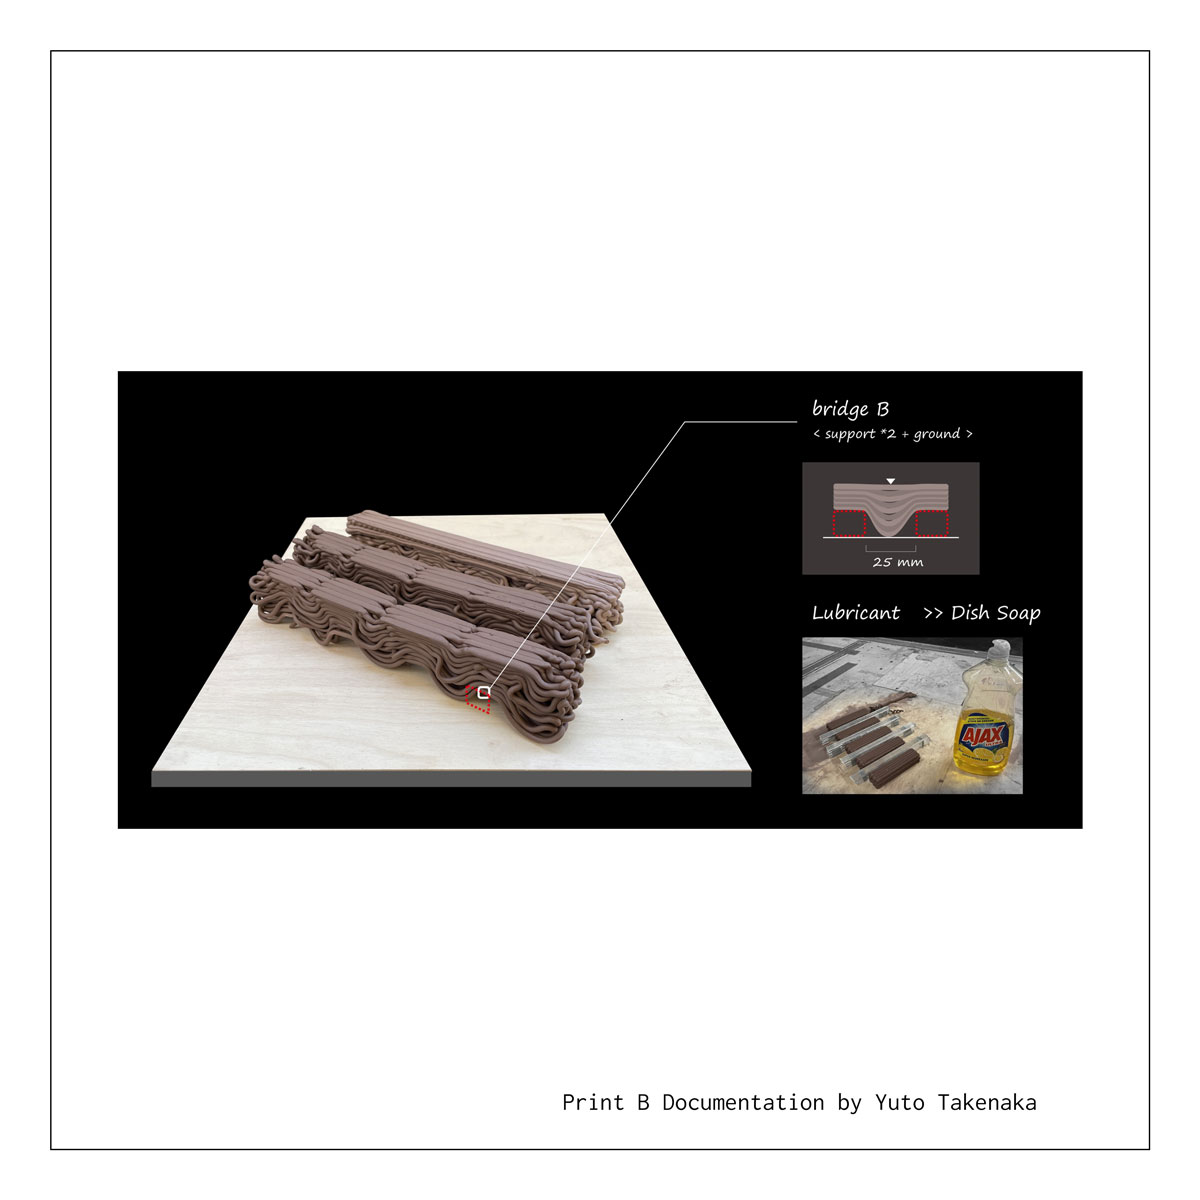 bridge B
< support *2 + ground >
25 mm
Lubricant >> Dish Soap
AJAX
Print B Documentation by Yuto Takenaka